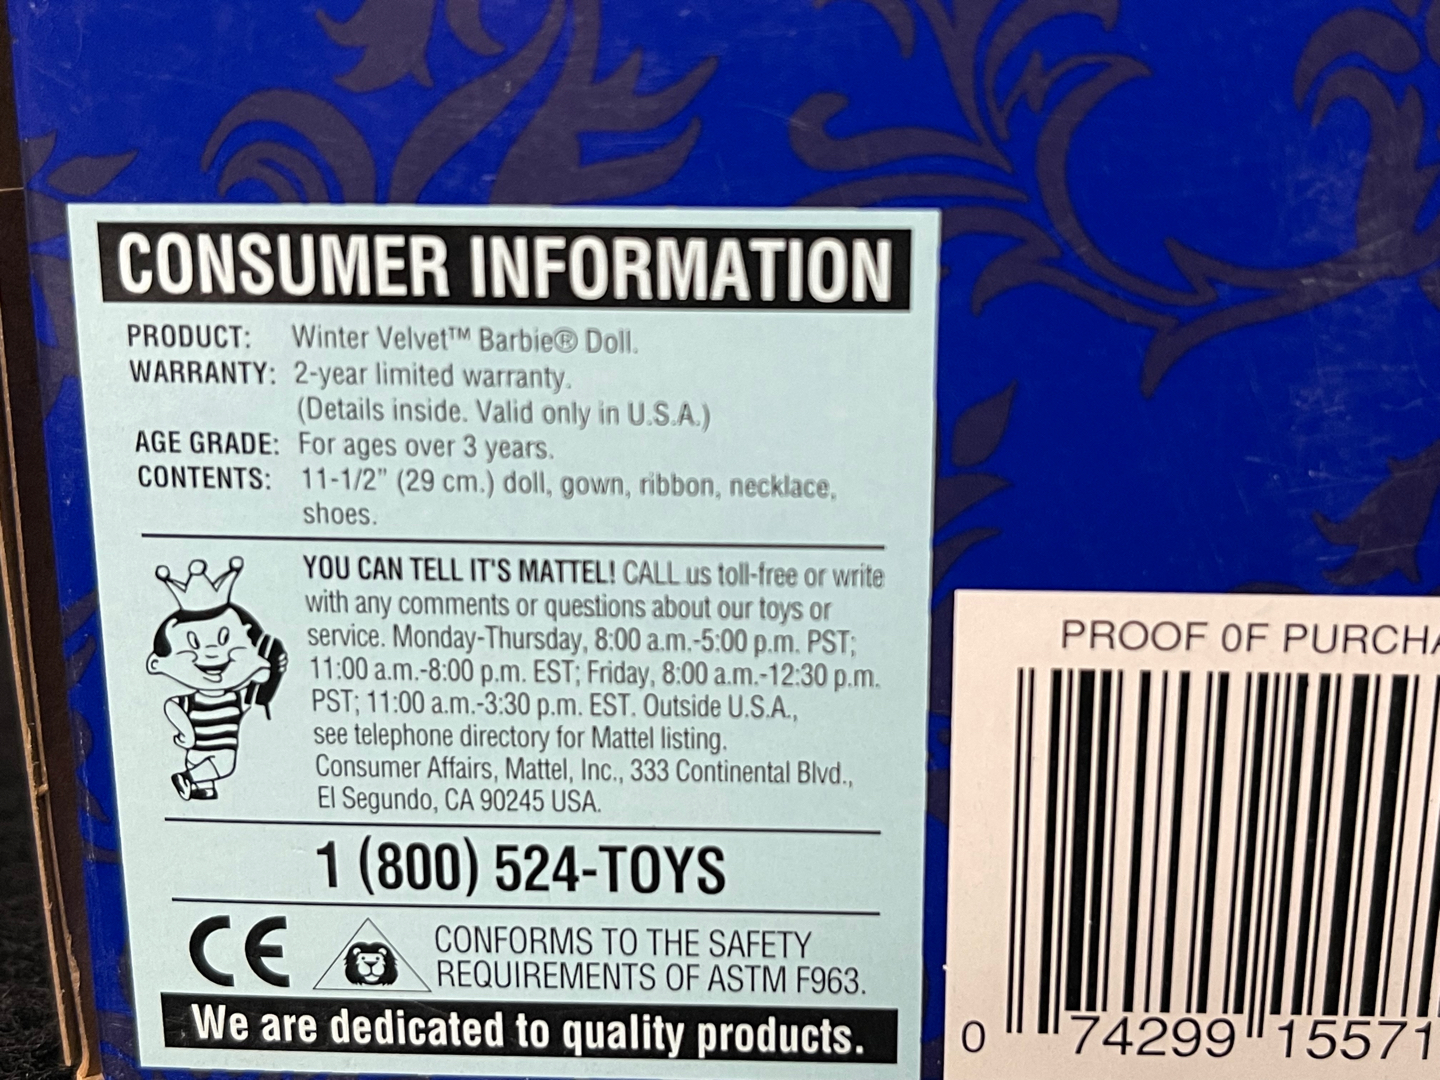 CONSUMER INFORMATION
PRODUCT: Winter Velvet™ Barbie® Doll.
WARRANTY: 2-year limited warranty.
(Details inside. Valid only in U.S.A.)
AGE GRADE: For ages over 3 years.
CONTENTS: 11-1/2” (29 cm.) doll, gown, ribbon, necklace,
shoes.
YOU CAN TELL IT'S MATTEL! CALL us toll-free or write
with any comments or questions about our toys or
service. Monday-Thursday, 8:00 a.m.-5:00 p.m. PST;
11:00 a.m.-8:00 p.m. EST; Friday, 8:00 a.m.-12:30 p.m.
PST; 11:00 a.m.-3:30 p.m. EST. Outside U.S.A.,
see telephone directory for Mattel listing.
Consumer Affairs, Mattel, Inc., 333 Continental Blvd.,
El Segundo, CA 90245 USA.
1 (800) 524-TOYS
CE CONFORMS TO THE SAFETY
REQUIREMENTS OF ASTM F963.
We are dedicated to quality products.
PROOF OF PURCHA
0 74299 15571